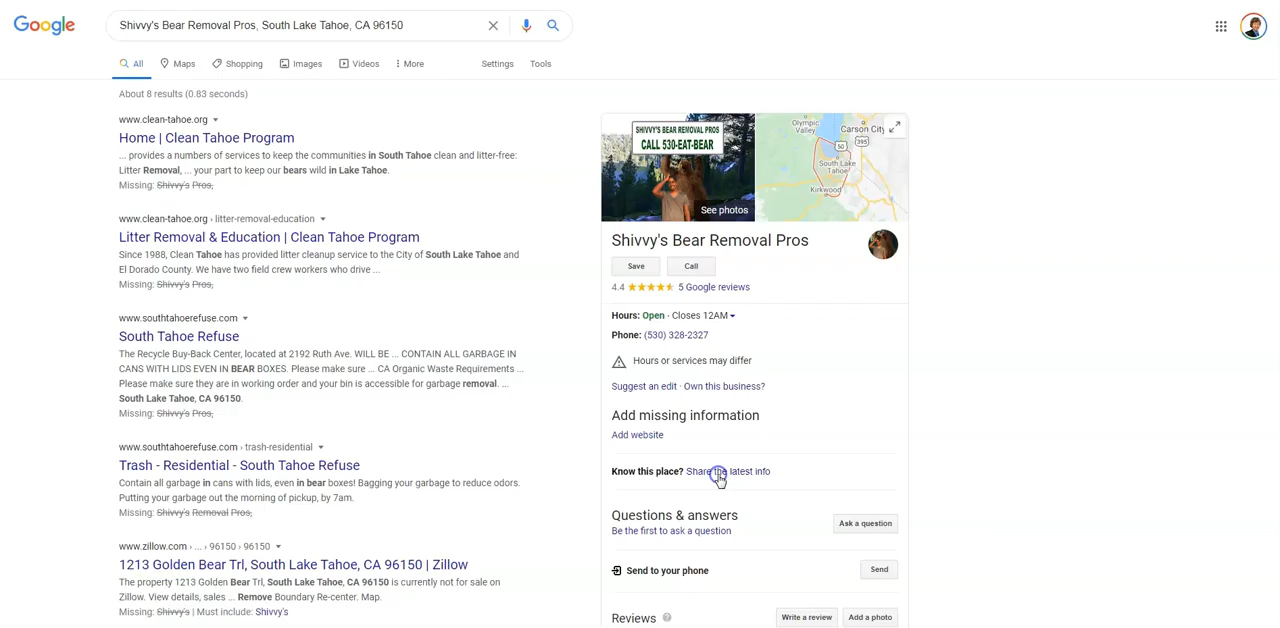 Google
Shivvy's Bear Removal Pros, South Lake Tahoe, CA 96150
All Maps Shopping Images Videos More Settings Tools
About 8 results (0.83 seconds)
www.clean-tahoe.org
Home | Clean Tahoe Program
... provides a numbers of services to keep the communities in South Tahoe clean and litter-free:
Litter Removal, ... your part to keep our bears wild in Lake Tahoe.
Missing: Shivvy's Pros,
www.clean-tahoe.org › litter-removal-education
Litter Removal & Education | Clean Tahoe Program
Since 1988, Clean Tahoe has provided litter cleanup service to the City of South Lake Tahoe and
El Dorado County. We have two field crew workers who drive ...
Missing: Shivvy's Pros,
www.southtahoerefuse.com
South Tahoe Refuse
The Recycle Buy-Back Center, located at 2192 Ruth Ave. WILL BE ... CONTAIN ALL GARBAGE IN
CANS WITH LIDS EVEN IN BEAR BOXES. Please make sure ... CA Organic Waste Requirements ...
Please make sure they are in working order and your bin is accessible for garbage removal. ...
South Lake Tahoe, CA 96150.
Missing: Shivvy's Pros,
www.southtahoerefuse.com › trash-residential
Trash - Residential - South Tahoe Refuse
Contain all garbage in cans with lids, even in bear boxes! Bagging your garbage to reduce odors.
Putting your garbage out the morning of pickup, by 7am.
Missing: Shivvy's Removal Pros,
www.zillow.com › ... › 96150 › 96150
1213 Golden Bear Trl, South Lake Tahoe, CA 96150 | Zillow
The property 1213 Golden Bear Trl, South Lake Tahoe, CA 96150 is currently not for sale on
Zillow. View details, sales ... Remove Boundary Re-center. Map.
Missing: Shivvy's | Must include: Shivvy's
SHIVVY'S BEAR REMOVAL PROS
CALL 530-EAT-BEAR
See photos
Olympic
Valley
Carson City
50
395
South Lake
Tahoe
Kirkwood
Shivvy's Bear Removal Pros
Save Call
4.4 5 Google reviews
Hours: Open · Closes 12AM
Phone: (530) 328-2327
Hours or services may differ
Suggest an edit · Own this business?
Add missing information
Add website
Know this place? Share the latest info
Questions & answers
Be the first to ask a question
Ask a question
Send to your phone
Send
Reviews
Write a review Add a photo